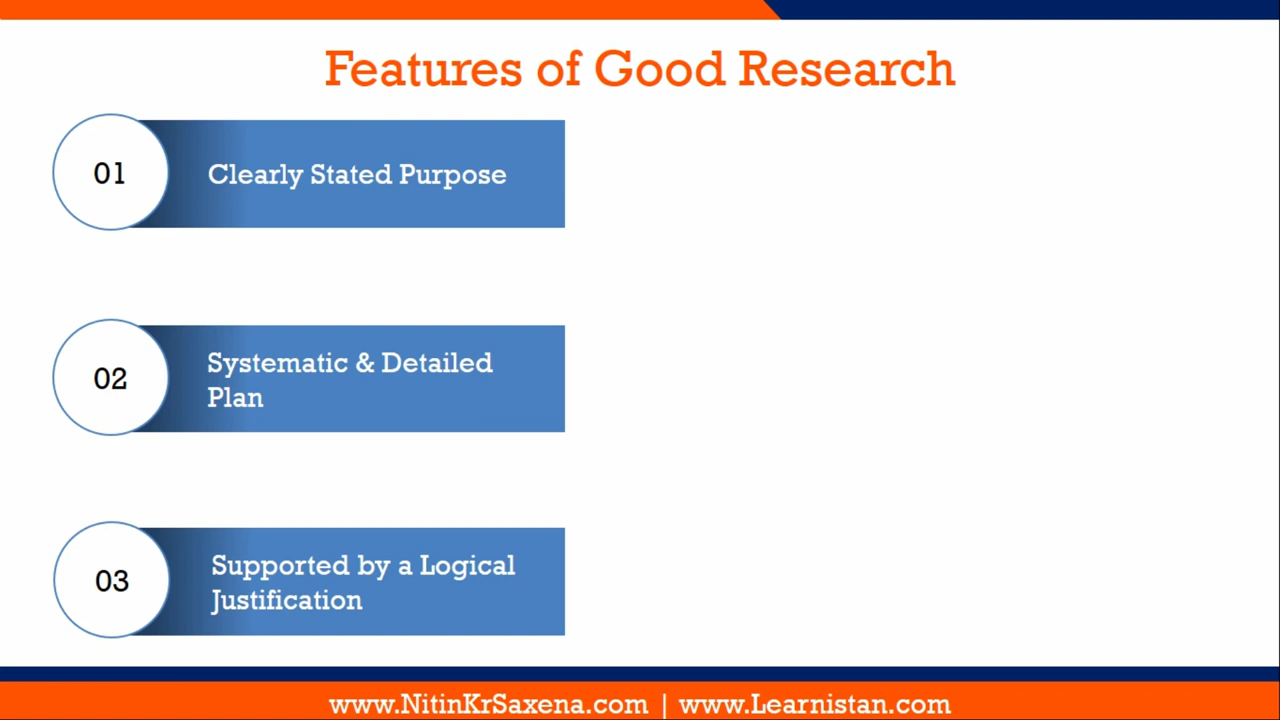 Features of Good Research
01
Clearly Stated Purpose
02
Systematic & Detailed
Plan
03
Supported by a Logical
Justification
www.NitinKrSaxena.com | www.Learnistan.com